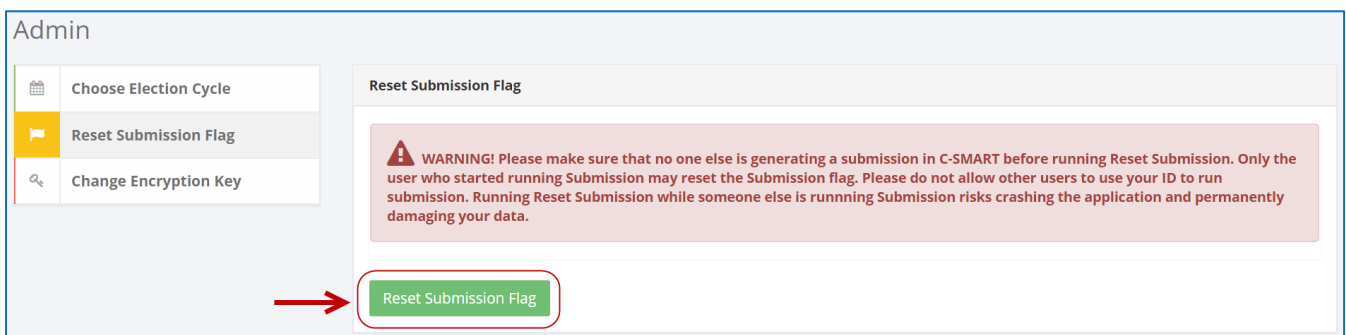 Admin
Choose Election Cycle
Reset Submission Flag
Change Encryption Key
Reset Submission Flag
WARNING! Please make sure that no one else is generating a submission in C-SMART before running Reset Submission. Only the
user who started running Submission may reset the Submission flag. Please do not allow other users to use your ID to run
submission. Running Reset Submission while someone else is runnning Submission risks crashing the application and permanently
damaging your data.
Reset Submission Flag